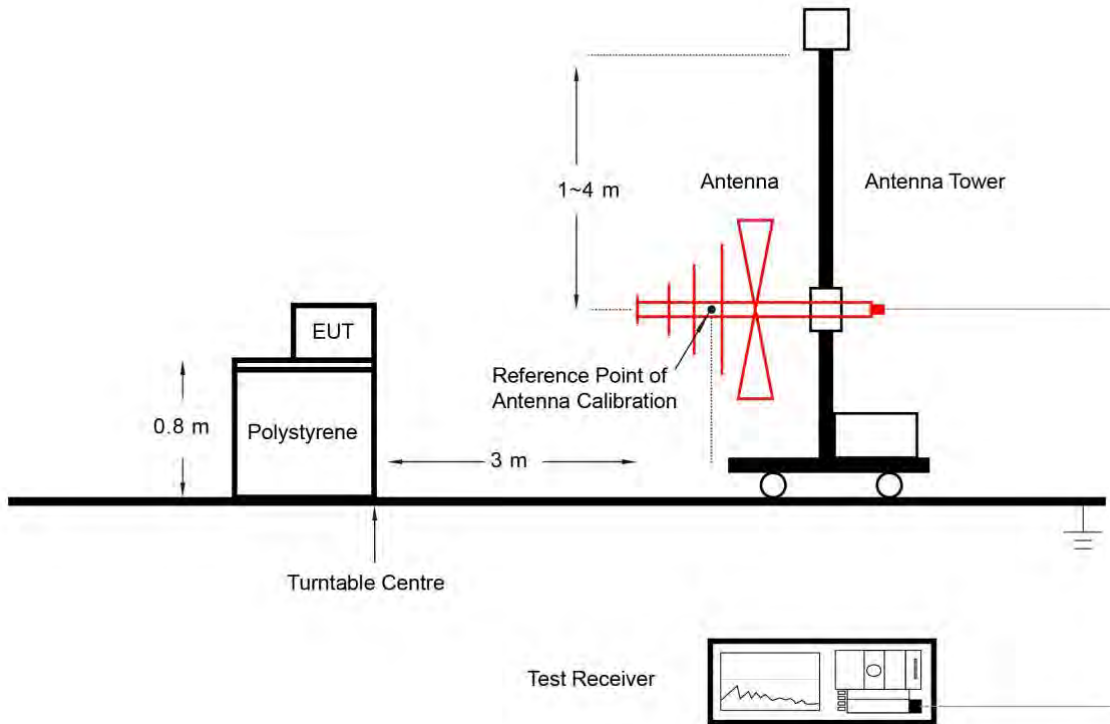 1~4 m
Antenna
Antenna Tower
EUT
Reference Point of
Antenna Calibration
0.8 m
Polystyrene
3 m
Turntable Centre
Test Receiver